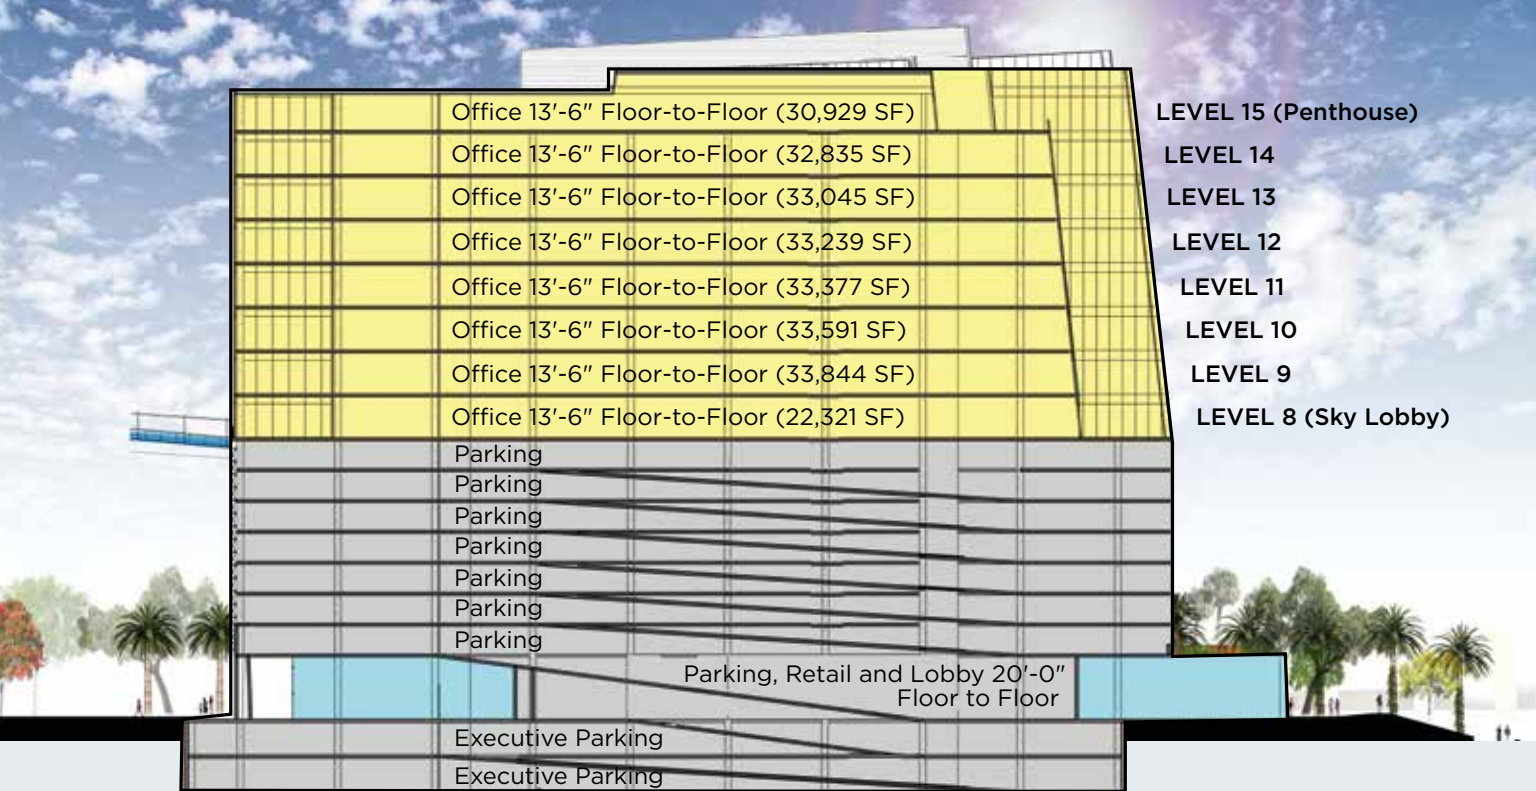 Office 13'-6" Floor-to-Floor (30,929 SF) LEVEL 15 (Penthouse)
Office 13'-6" Floor-to-Floor (32,835 SF) LEVEL 14
Office 13'-6" Floor-to-Floor (33,045 SF) LEVEL 13
Office 13'-6" Floor-to-Floor (33,239 SF) LEVEL 12
Office 13'-6" Floor-to-Floor (33,377 SF) LEVEL 11
Office 13'-6" Floor-to-Floor (33,591 SF) LEVEL 10
Office 13'-6" Floor-to-Floor (33,844 SF) LEVEL 9
Office 13'-6" Floor-to-Floor (22,321 SF) LEVEL 8 (Sky Lobby)
Parking
Parking
Parking
Parking
Parking
Parking
Parking
Parking, Retail and Lobby 20'-0"
Floor to Floor
Executive Parking
Executive Parking